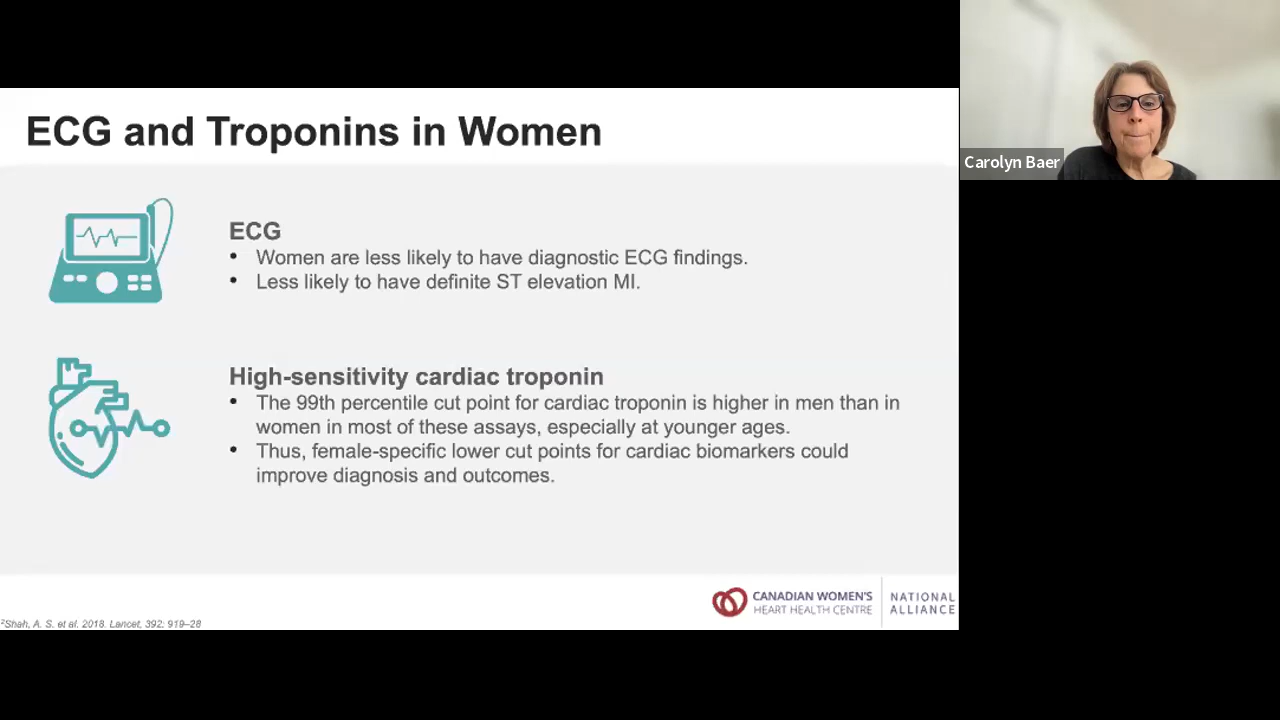 ECG and Troponins in Women
Carolyn Baer
ECG
• Women are less likely to have diagnostic ECG findings.
• Less likely to have definite ST elevation MI.
High-sensitivity cardiac troponin
• The 99th percentile cut point for cardiac troponin is higher in men than in
women in most of these assays, especially at younger ages.
• Thus, female-specific lower cut points for cardiac biomarkers could
improve diagnosis and outcomes.
CANADIAN WOMEN'S
HEART HEALTH CENTRE
NATIONAL
ALLIANCE
²Shah, A. S. et al. 2018. Lancet, 392: 919–28